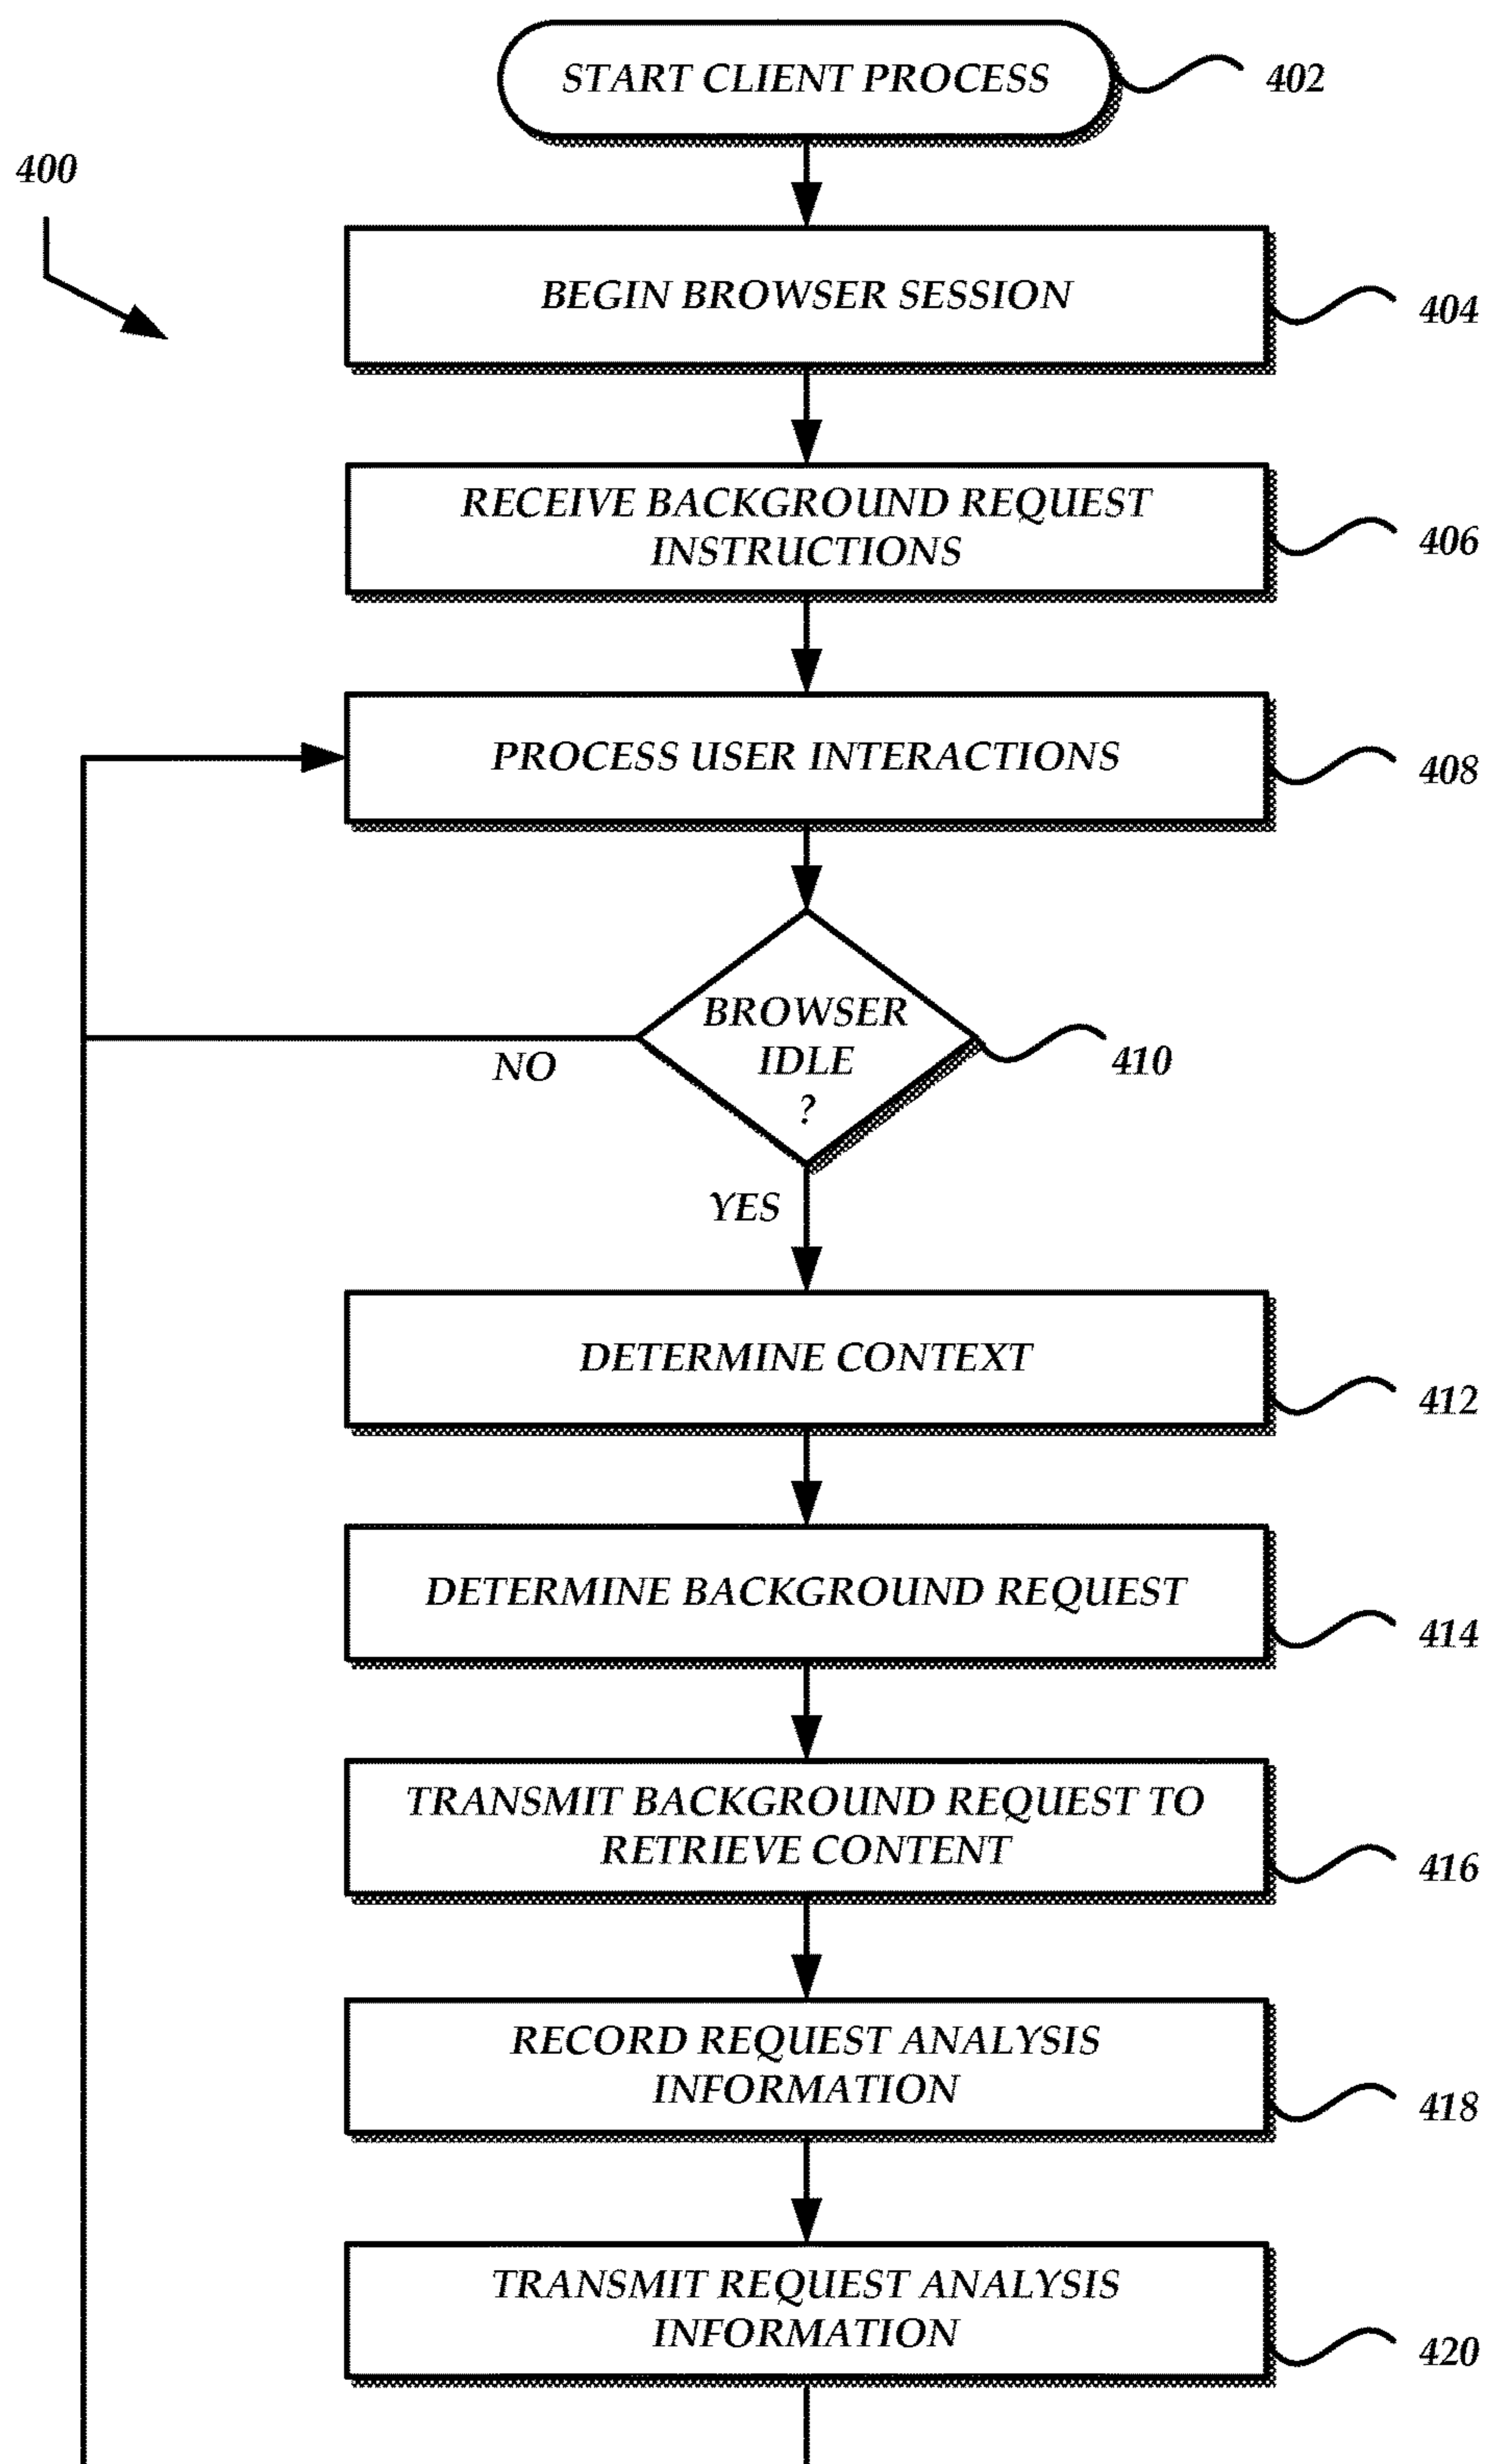 START CLIENT PROCESS
402
400
BEGIN BROWSER SESSION
404
RECEIVE BACKGROUND REQUEST
INSTRUCTIONS
406
PROCESS USER INTERACTIONS
408
BROWSER
IDLE
?
NO
410
YES
DETERMINE CONTEXT
412
DETERMINE BACKGROUND REQUEST
414
TRANSMIT BACKGROUND REQUEST TO
RETRIEVE CONTENT
416
RECORD REQUEST ANALYSIS
INFORMATION
418
TRANSMIT REQUEST ANALYSIS
INFORMATION
420